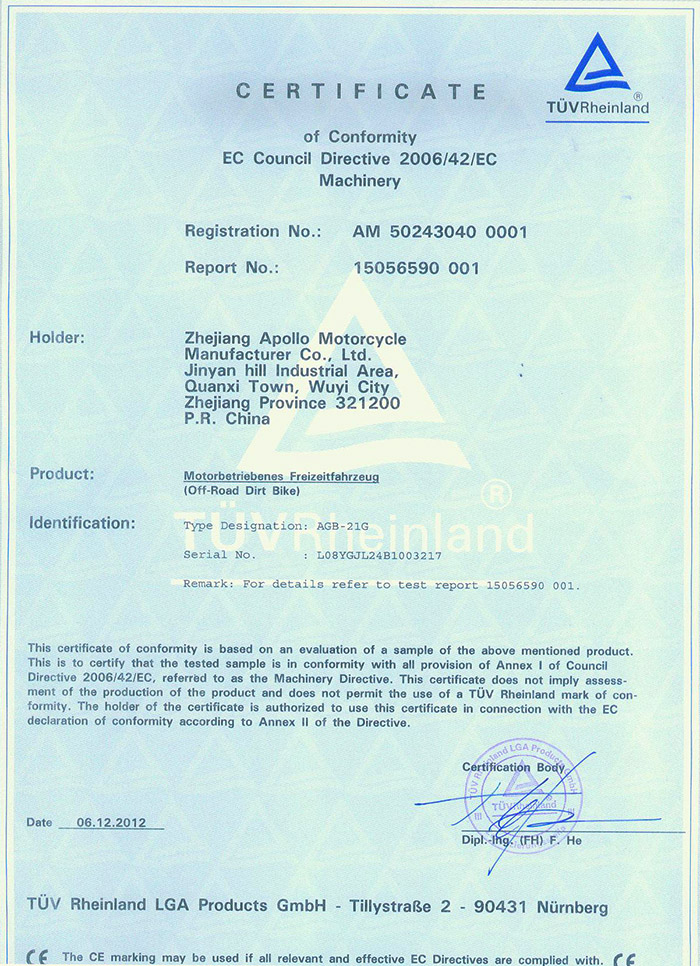 CERTIFICATE
TÜVRheinland
®
of Conformity
EC Council Directive 2006/42/EC
Machinery
Registration No.: AM 50243040 0001
Report No.: 15056590 001
Holder: Zhejiang Apollo Motorcycle
Manufacturer Co., Ltd.
Jinyan hill Industrial Area,
Quanxi Town, Wuyi City
Zhejiang Province 321200
P.R. China
Product: Motorbetriebenes Freizeitfahrzeug
(Off-Road Dirt Bike)
Identification: Type Designation: AGB-21G
Serial No. : L08YGJL24B1003217
Remark: For details refer to test report 15056590 001.
TÜVRheinland
®
This certificate of conformity is based on an evaluation of a sample of the above mentioned product.
This is to certify that the tested sample is in conformity with all provision of Annex I of Council
Directive 2006/42/EC, referred to as the Machinery Directive. This certificate does not imply assess-
ment of the production of the product and does not permit the use of a TÜV Rheinland mark of con-
formity. The holder of the certificate is authorized to use this certificate in connection with the EC
declaration of conformity according to Annex II of the Directive.
Certification Body
TÜV Rheinland LGA Products GmbH
TÜVRheinland
Date 06.12.2012
Dipl.-Ing. (FH) F. He
TÜV Rheinland LGA Products GmbH - Tillystraße 2 - 90431 Nürnberg
CE The CE marking may be used if all relevant and effective EC Directives are complied with. CE